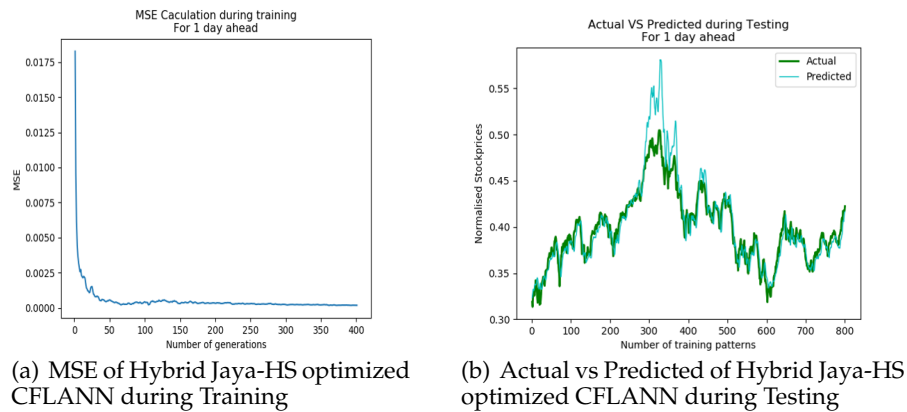 MSE Caculation during training
For 1 day ahead
0.0175
0.0150
0.0125
0.0100
0.0075
0.0050
0.0025
0.0000
MSE
0 50 100 150 200 250 300 350 400
Number of generations
(a) MSE of Hybrid Jaya-HS optimized
CFLANN during Training
Actual VS Predicted during Testing
For 1 day ahead
Actual
Predicted
0.55
0.50
0.45
0.40
0.35
0.30
Normalised Stockprices
0 100 200 300 400 500 600 700 800
Number of training patterns
(b) Actual vs Predicted of Hybrid Jaya-HS
optimized CFLANN during Testing